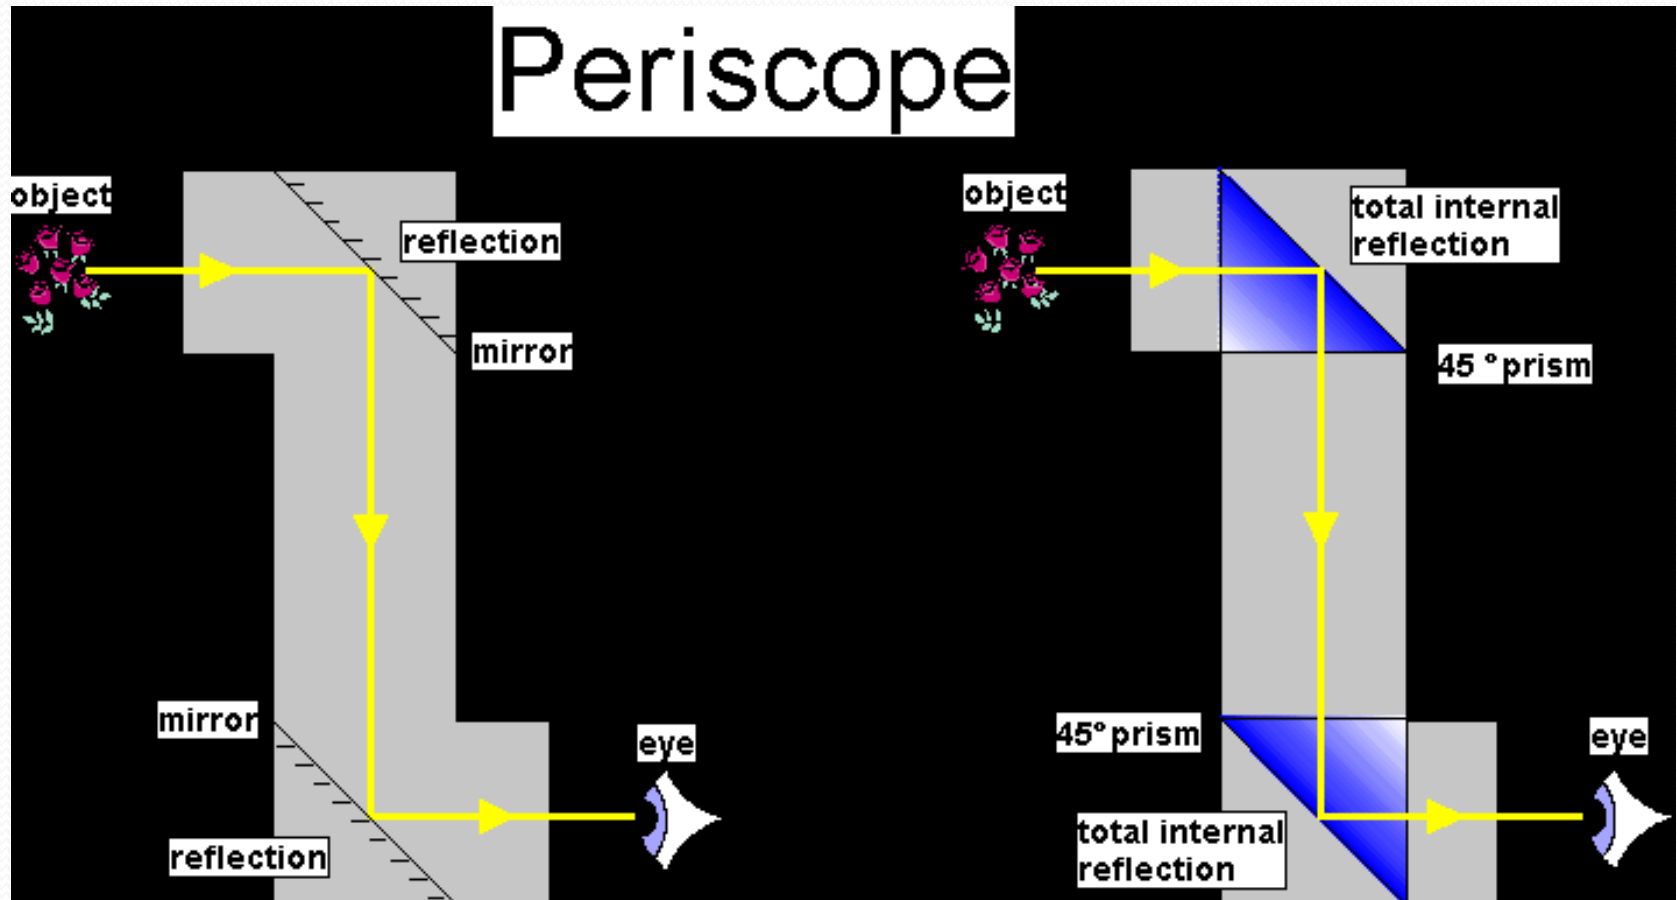 Periscope
object
reflection
mirror
mirror
eye
reflection
object
total internal
reflection
45 ° prism
45° prism
eye
total internal
reflection